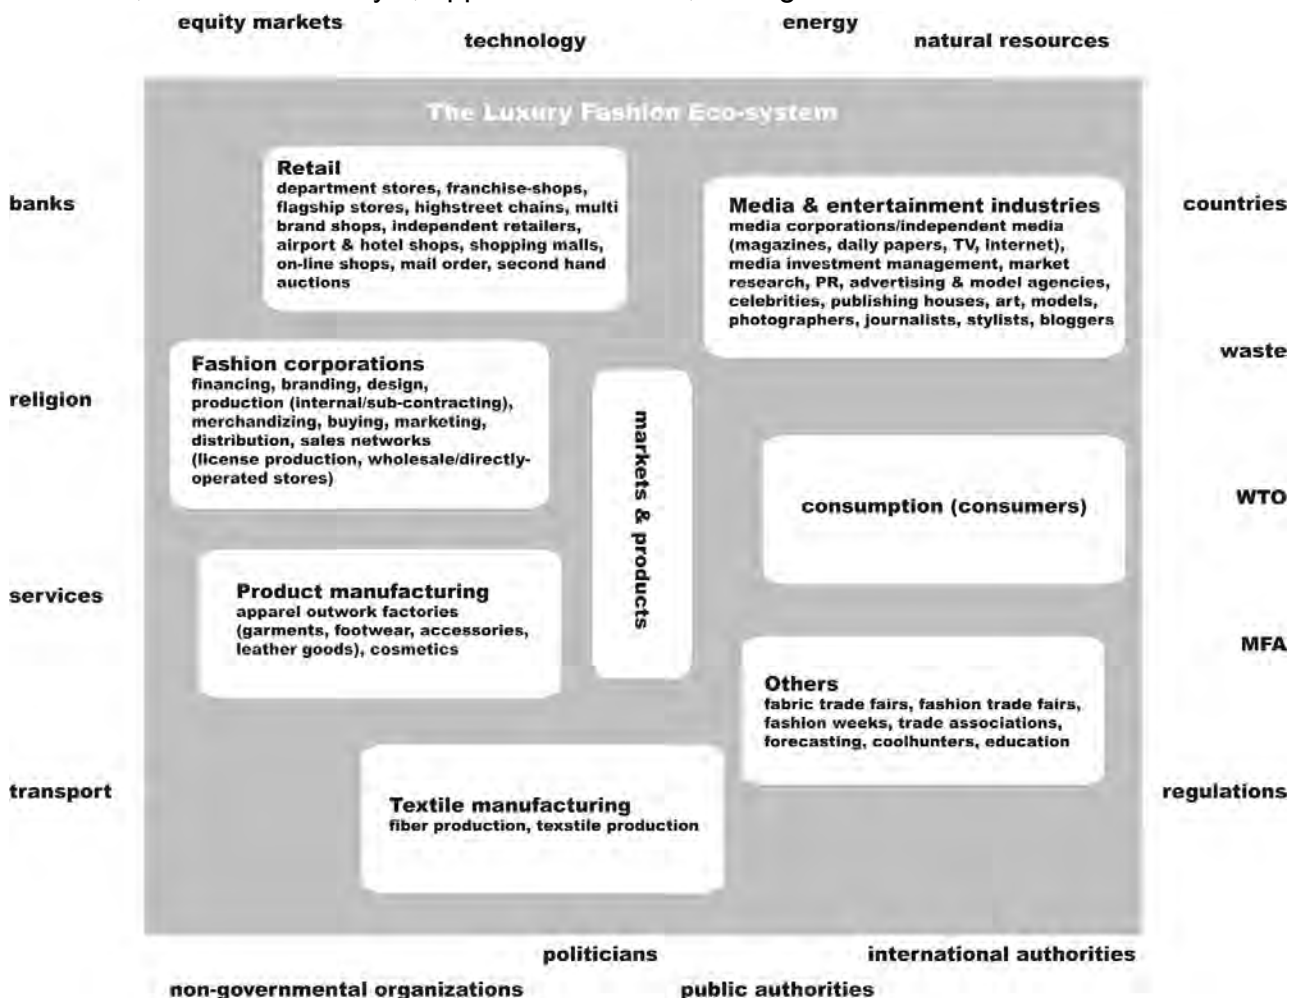 equity markets
energy
technology
natural resources
The Luxury Fashion Eco-system
Retail
department stores, franchise-shops,
flagship stores, highstreet chains, multi
brand shops, independent retailers,
airport & hotel shops, shopping malls,
on-line shops, mail order, second hand
auctions
Media & entertainment industries
media corporations/independent media
(magazines, daily papers, TV, internet),
media investment management, market
research, PR, advertising & model agencies,
celebrities, publishing houses, art, models,
photographers, journalists, stylists, bloggers
banks
countries
waste
Fashion corporations
financing, branding, design,
production (internal/sub-contracting),
merchandizing, buying, marketing,
distribution, sales networks
(license production, wholesale/directly-
operated stores)
religion
markets & products
consumption (consumers)
WTO
services
Product manufacturing
apparel outwork factories
(garments, footwear, accessories,
leather goods), cosmetics
MFA
Others
fabric trade fairs, fashion trade fairs,
fashion weeks, trade associations,
forecasting, coolhunters, education
transport
Textile manufacturing
fiber production, texstile production
regulations
politicians
international authorities
non-governmental organizations
public authorities